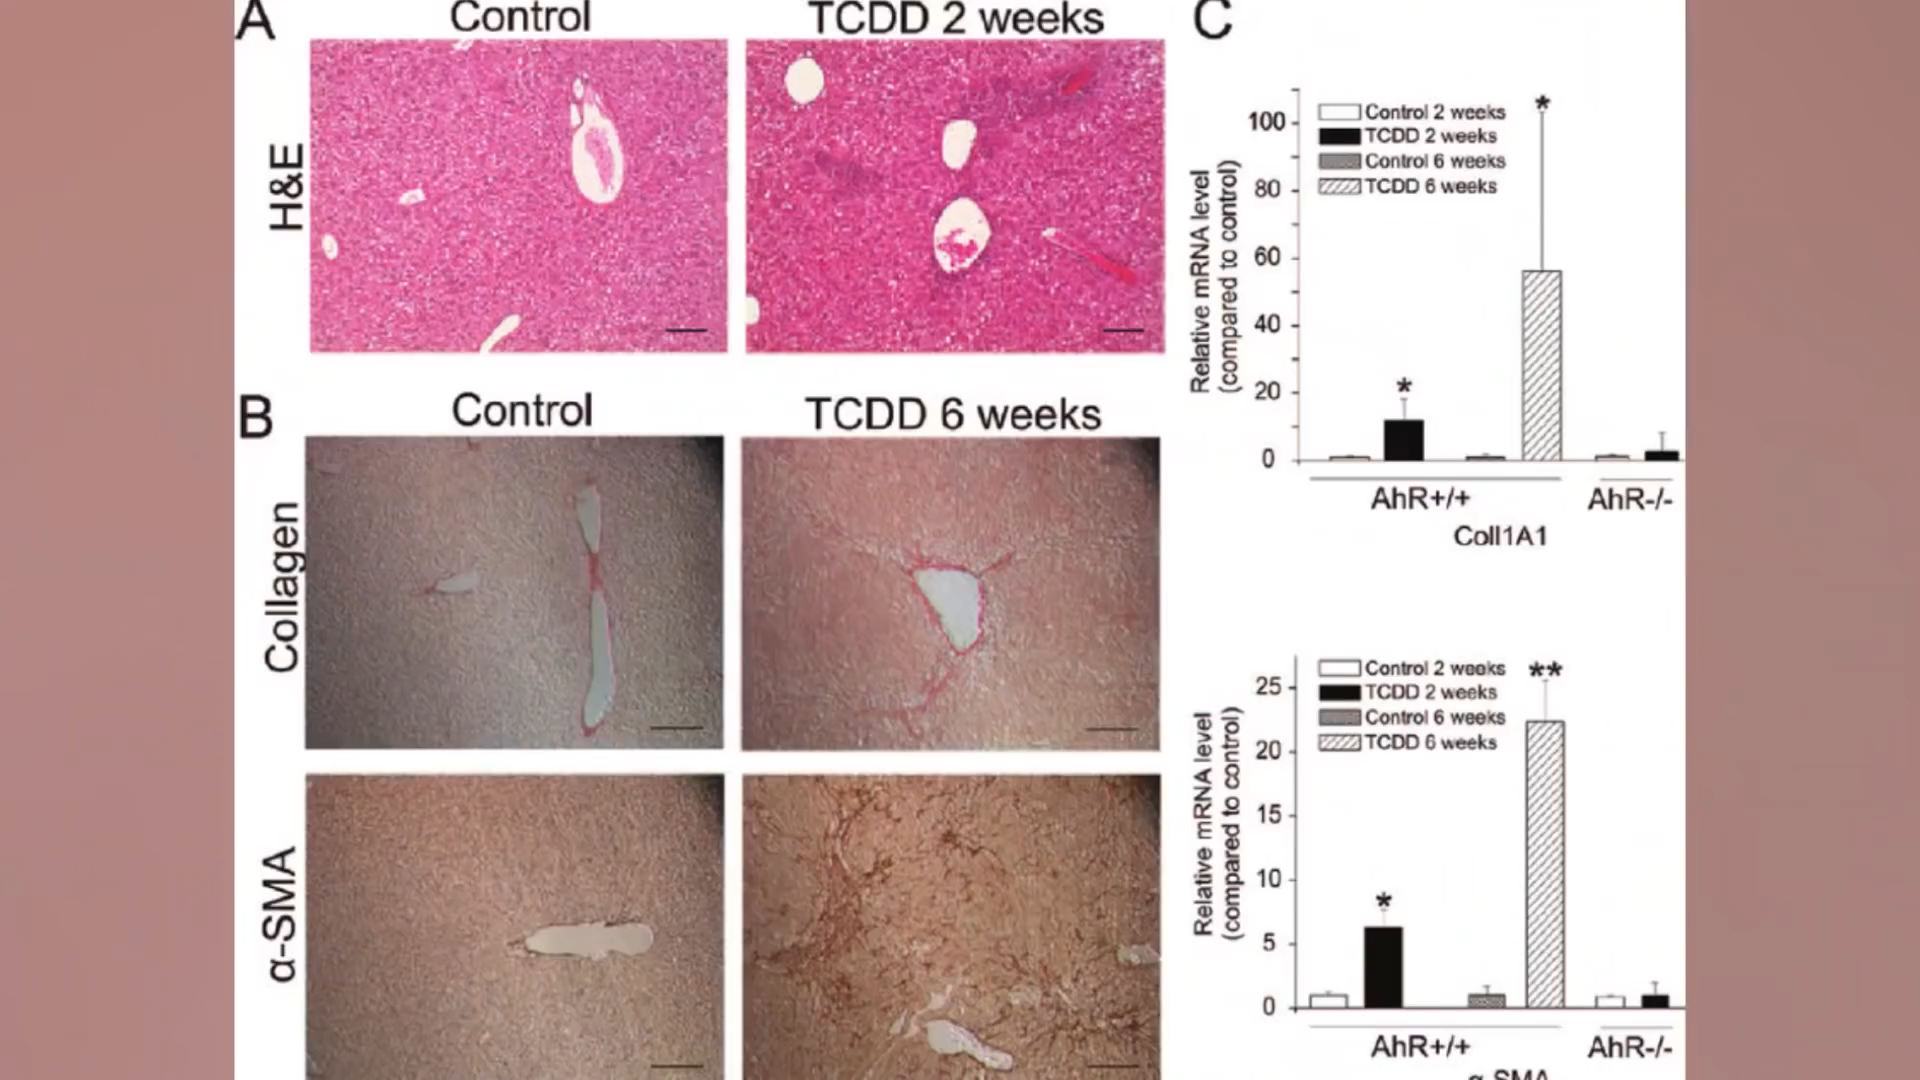 A
Control
TCDD 2 weeks
H&E
B
Control
TCDD 6 weeks
Collagen
α-SMA
C
Relative mRNA level
(compared to control)
100
80
60
40
20
0
Control 2 weeks
TCDD 2 weeks
Control 6 weeks
TCDD 6 weeks
*
*
AhR+/+
AhR-/-
Coll1A1
Relative mRNA level
(compared to control)
25
20
15
10
5
0
Control 2 weeks
TCDD 2 weeks
Control 6 weeks
TCDD 6 weeks
*
**
AhR+/+
AhR-/-
α-SMA